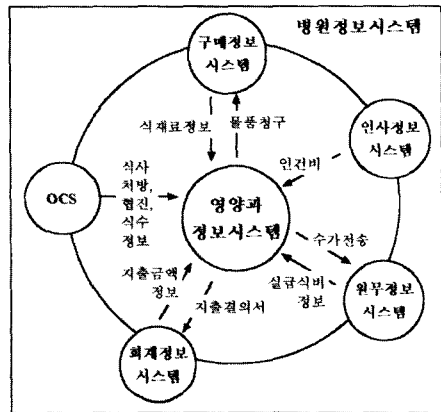 병원정보시스템
구매정보
시스템
식재료정보
물품청구
인사정보
시스템
인건비
OCS
식사
처방,
협진,
식수
정보
영양과
정보시스템
수가전송
지출금액
정보
지출결의서
실급식비
정보
원무정보
시스템
회계정보
시스템